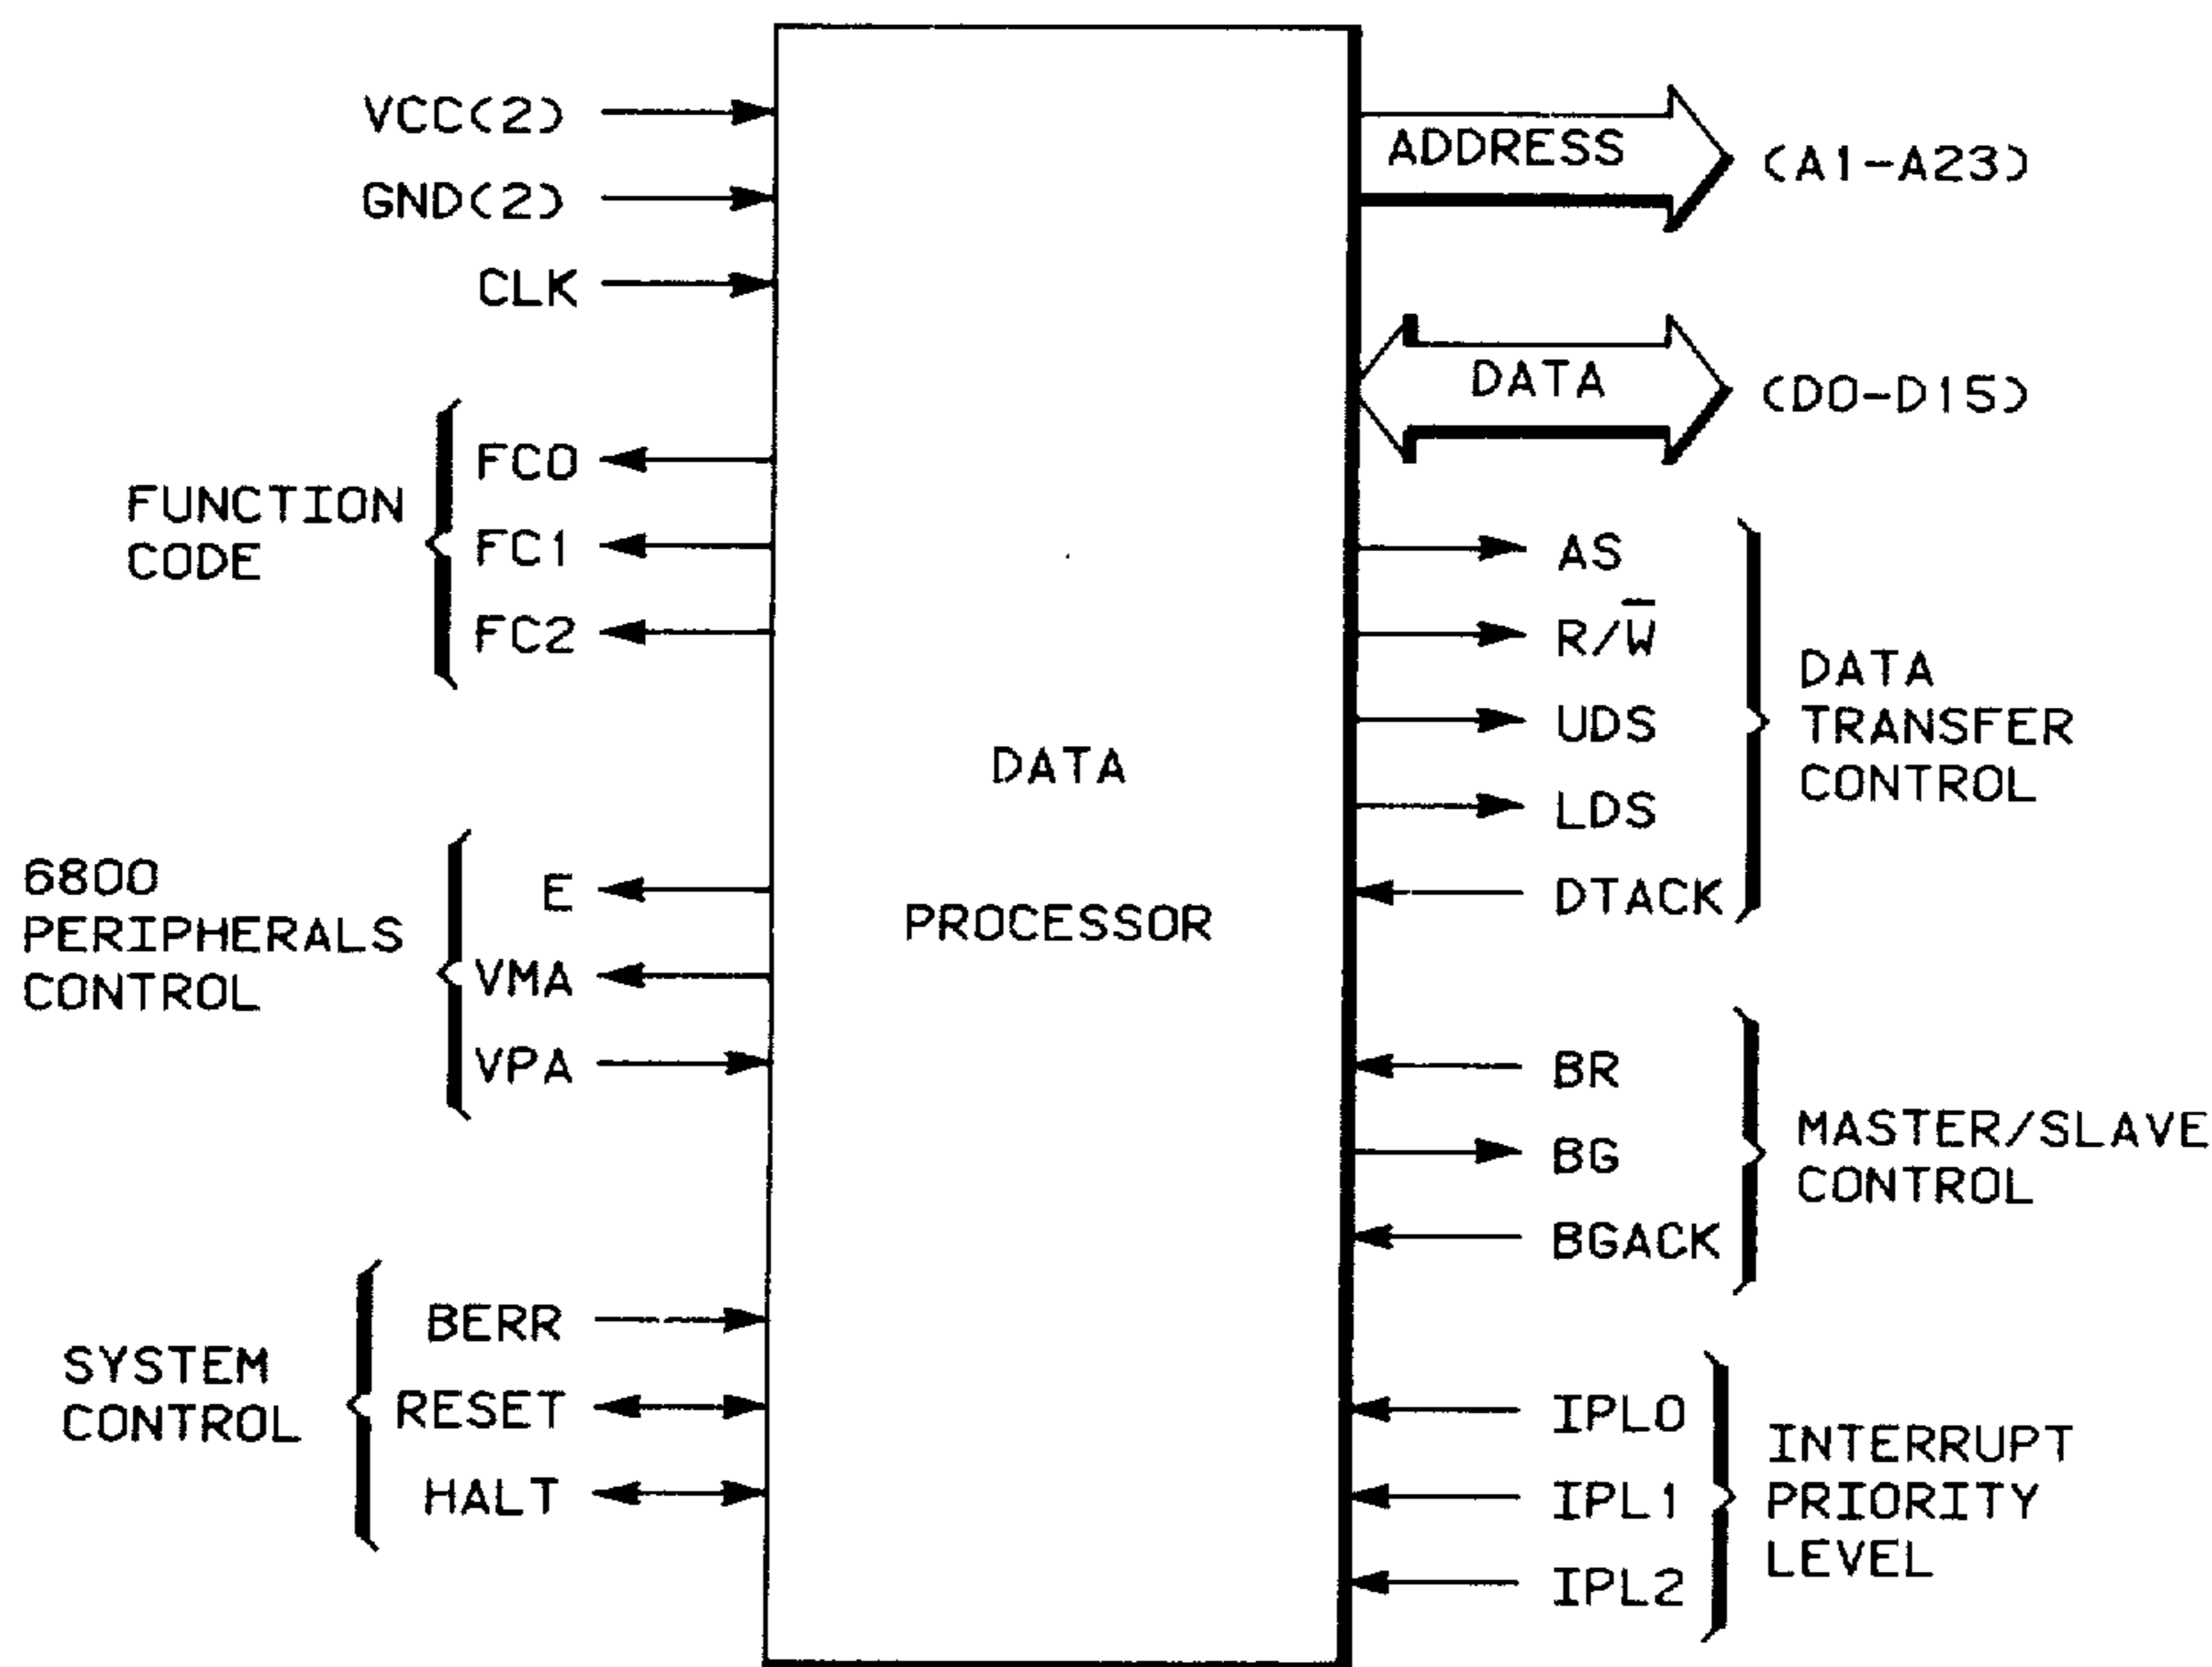 VCC(2)
GND(2)
CLK
FUNCTION
CODE
FC0
FC1
FC2
6800
PERIPHERALS
CONTROL
E
VMA
VPA
SYSTEM
CONTROL
BERR
RESET
HALT
DATA
PROCESSOR
ADDRESS
(A1-A23)
DATA
(D0-D15)
AS
R/W̅
UDS
LDS
DTACK
DATA
TRANSFER
CONTROL
BR
BG
BGACK
MASTER/SLAVE
CONTROL
IPL0
IPL1
IPL2
INTERRUPT
PRIORITY
LEVEL